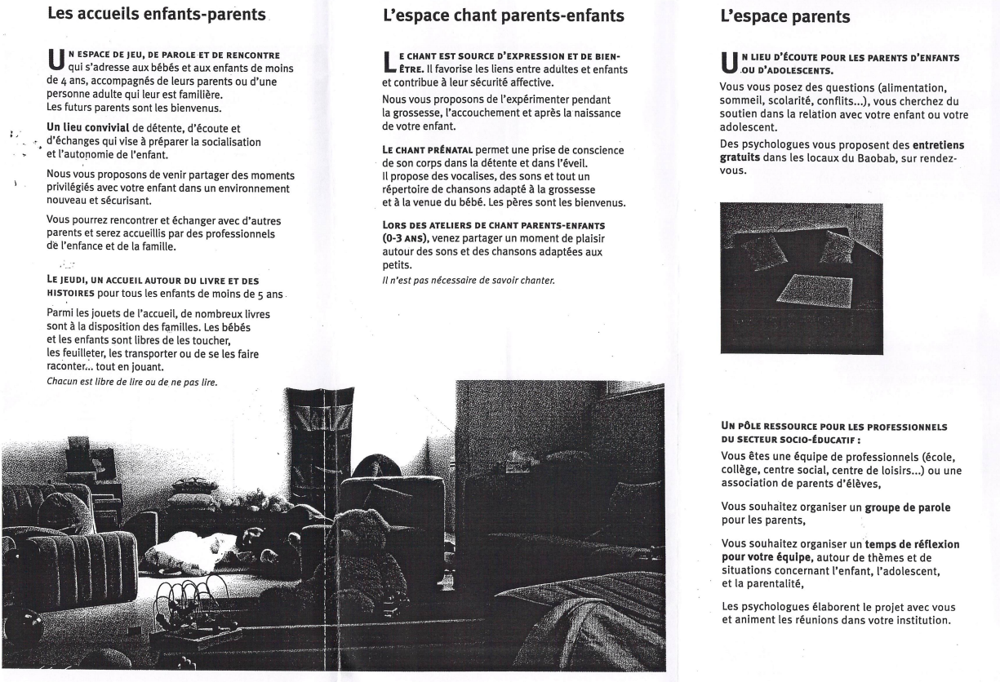 Les accueils enfants-parents
UN ESPACE DE JEU, DE PAROLE ET DE RENCONTRE
qui s'adresse aux bébés et aux enfants de moins
de 4 ans, accompagnés de leurs parents ou d'une
personne adulte qui leur est familière.
Les futurs parents sont les bienvenus.
Un lieu convivial de détente, d'écoute et
d'échanges qui vise à préparer la socialisation
et l'autonomie de l'enfant.
Nous vous proposons de venir partager des moments
privilégiés avec votre enfant dans un environnement
nouveau et sécurisant.
Vous pourrez rencontrer et échanger avec d'autres
parents et serez accueillis par des professionnels
de l'enfance et de la famille.
LE JEUDI, UN ACCUEIL AUTOUR DU LIVRE ET DES
HISTOIRES pour tous les enfants de moins de 5 ans
Parmi les jouets de l'accueil, de nombreux livres
sont à la disposition des familles. Les bébés
et les enfants sont libres de les toucher,
les feuilleter, les transporter ou de se les faire
raconter... tout en jouant.
Chacun est libre de lire ou de ne pas lire.
L'espace chant parents-enfants
LE CHANT EST SOURCE D'EXPRESSION ET DE BIEN-
ÊTRE. Il favorise les liens entre adultes et enfants
et contribue à leur sécurité affective.
Nous vous proposons de l'expérimenter pendant
la grossesse, l'accouchement et après la naissance
de votre enfant.
LE CHANT PRÉNATAL permet une prise de conscience
de son corps dans la détente et dans l'éveil.
Il propose des vocalises, des sons et tout un
répertoire de chansons adapté à la grossesse
et à la venue du bébé. Les pères sont les bienvenus.
LORS DES ATELIERS DE CHANT PARENTS-ENFANTS
(0-3 ANS), venez partager un moment de plaisir
autour des sons et des chansons adaptées aux
petits.
Il n'est pas nécessaire de savoir chanter.
L'espace parents
UN LIEU D'ÉCOUTE POUR LES PARENTS D'ENFANTS
OU D'ADOLESCENTS.
Vous vous posez des questions (alimentation,
sommeil, scolarité, conflits...), vous cherchez du
soutien dans la relation avec votre enfant ou votre
adolescent.
Des psychologues vous proposent des entretiens
gratuits dans les locaux du Baobab, sur rendez-
vous.
UN PÔLE RESSOURCE POUR LES PROFESSIONNELS
DU SECTEUR SOCIO-ÉDUCATIF :
Vous êtes une équipe de professionnels (école,
collège, centre social, centre de loisirs...) ou une
association de parents d'élèves,
Vous souhaitez organiser un groupe de parole
pour les parents,
Vous souhaitez organiser un temps de réflexion
pour votre équipe, autour de thèmes et de
situations concernant l'enfant, l'adolescent,
et la parentalité,
Les psychologues élaborent le projet avec vous
et animent les réunions dans votre institution.